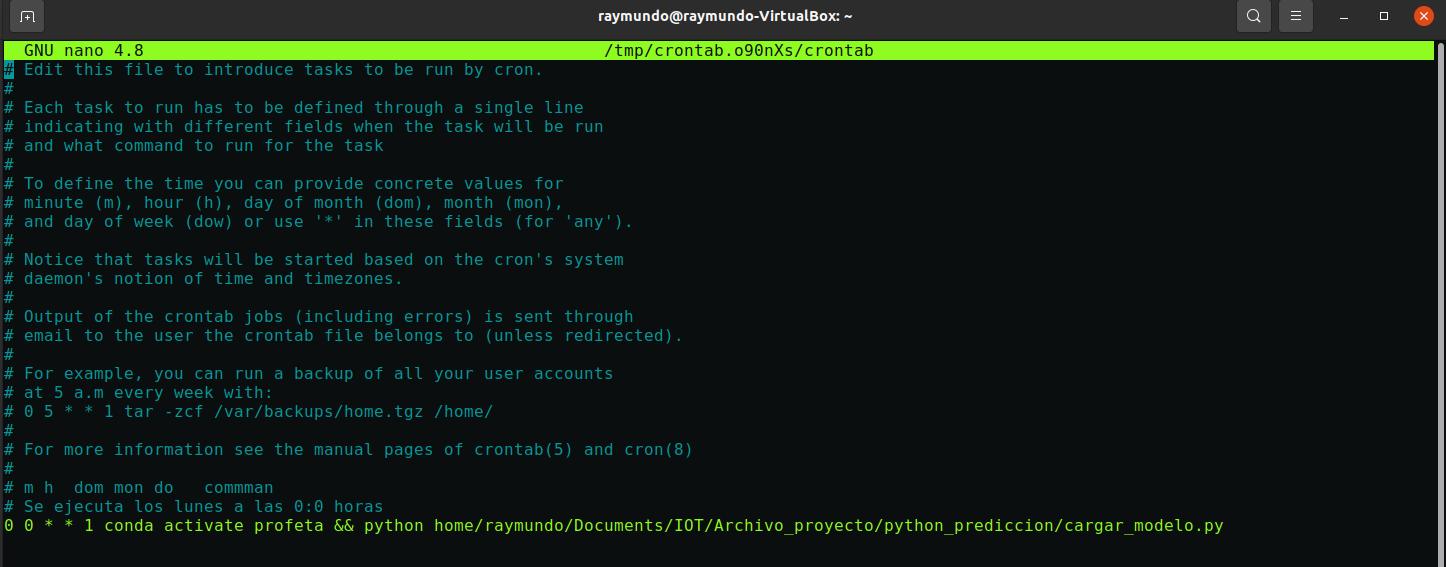 raymundo@raymundo-VirtualBox: ~
GNU nano 4.8 /tmp/crontab.o90nXs/crontab
# Edit this file to introduce tasks to be run by cron.
#
# Each task to run has to be defined through a single line
# indicating with different fields when the task will be run
# and what command to run for the task
#
# To define the time you can provide concrete values for
# minute (m), hour (h), day of month (dom), month (mon),
# and day of week (dow) or use '*' in these fields (for 'any').
#
# Notice that tasks will be started based on the cron's system
# daemon's notion of time and timezones.
#
# Output of the crontab jobs (including errors) is sent through
# email to the user the crontab file belongs to (unless redirected).
#
# For example, you can run a backup of all your user accounts
# at 5 a.m every week with:
# 0 5 * * 1 tar -zcf /var/backups/home.tgz /home/
#
# For more information see the manual pages of crontab(5) and cron(8)
#
# m h  dom mon do   commman
# Se ejecuta los lunes a las 0:0 horas
0 0 * * 1 conda activate profeta && python home/raymundo/Documents/IOT/Archivo_proyecto/python_prediccion/cargar_modelo.py